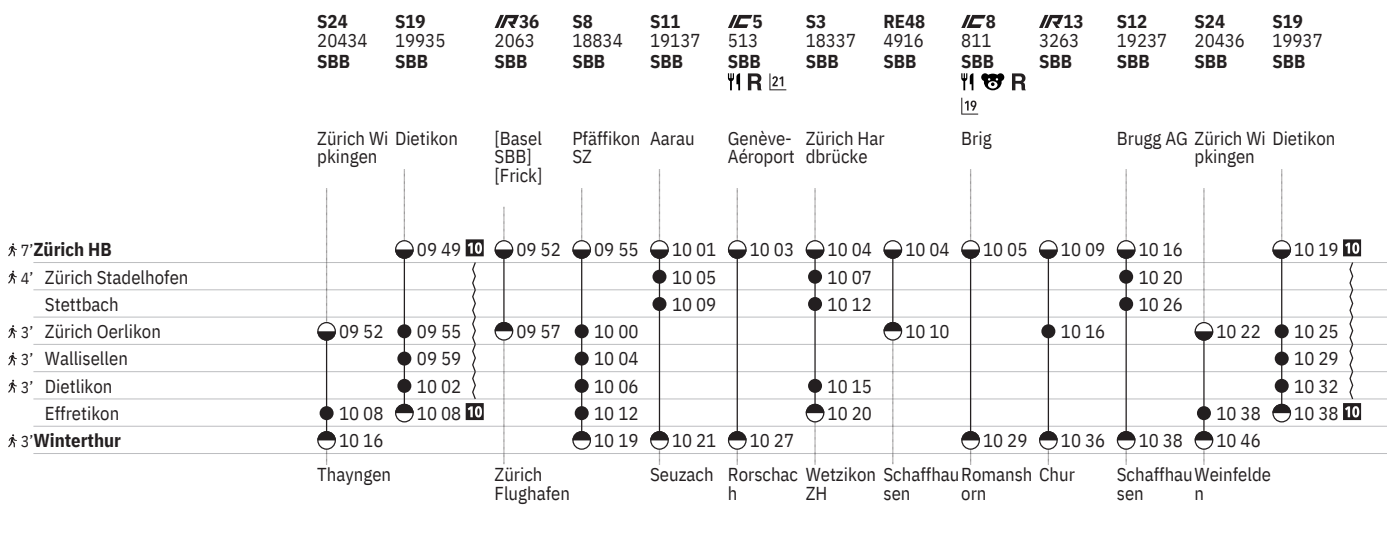 S24 S19 IR36 S8 S11 IC5 S3 RE48 IC8 IR13 S12 S24 S19
20434 19935 2063 18834 19137 513 18337 4916 811 3263 19237 20436 19937
SBB SBB SBB SBB SBB SBB SBB SBB SBB SBB SBB SBB SBB
R 21 R
19
Zürich Wi Dietikon [Basel Pfäffikon Aarau Genève- Zürich Har Brig Brugg AG Zürich Wi Dietikon
pkingen SBB] SZ Aéroport dbrücke pkingen
[Frick]
7' Zürich HB 09 49 10 09 52 09 55 10 01 10 03 10 04 10 04 10 05 10 09 10 16 10 19 10
4' Zürich Stadelhofen 10 05 10 07 10 20
Stettbach 10 09 10 12 10 26
3' Zürich Oerlikon 09 52 09 55 09 57 10 00 10 10 10 16 10 22 10 25
3' Wallisellen 09 59 10 04 10 29
3' Dietlikon 10 02 10 06 10 15 10 32
Effretikon 10 08 10 08 10 10 12 10 20 10 38 10 38 10
3' Winterthur 10 16 10 19 10 21 10 27 10 29 10 36 10 38 10 46
Thayngen Zürich Seuzach Rorschac Wetzikon Schaffhau Romansh Chur Schaffhau Weinfelde
Flughafen h ZH sen orn sen n